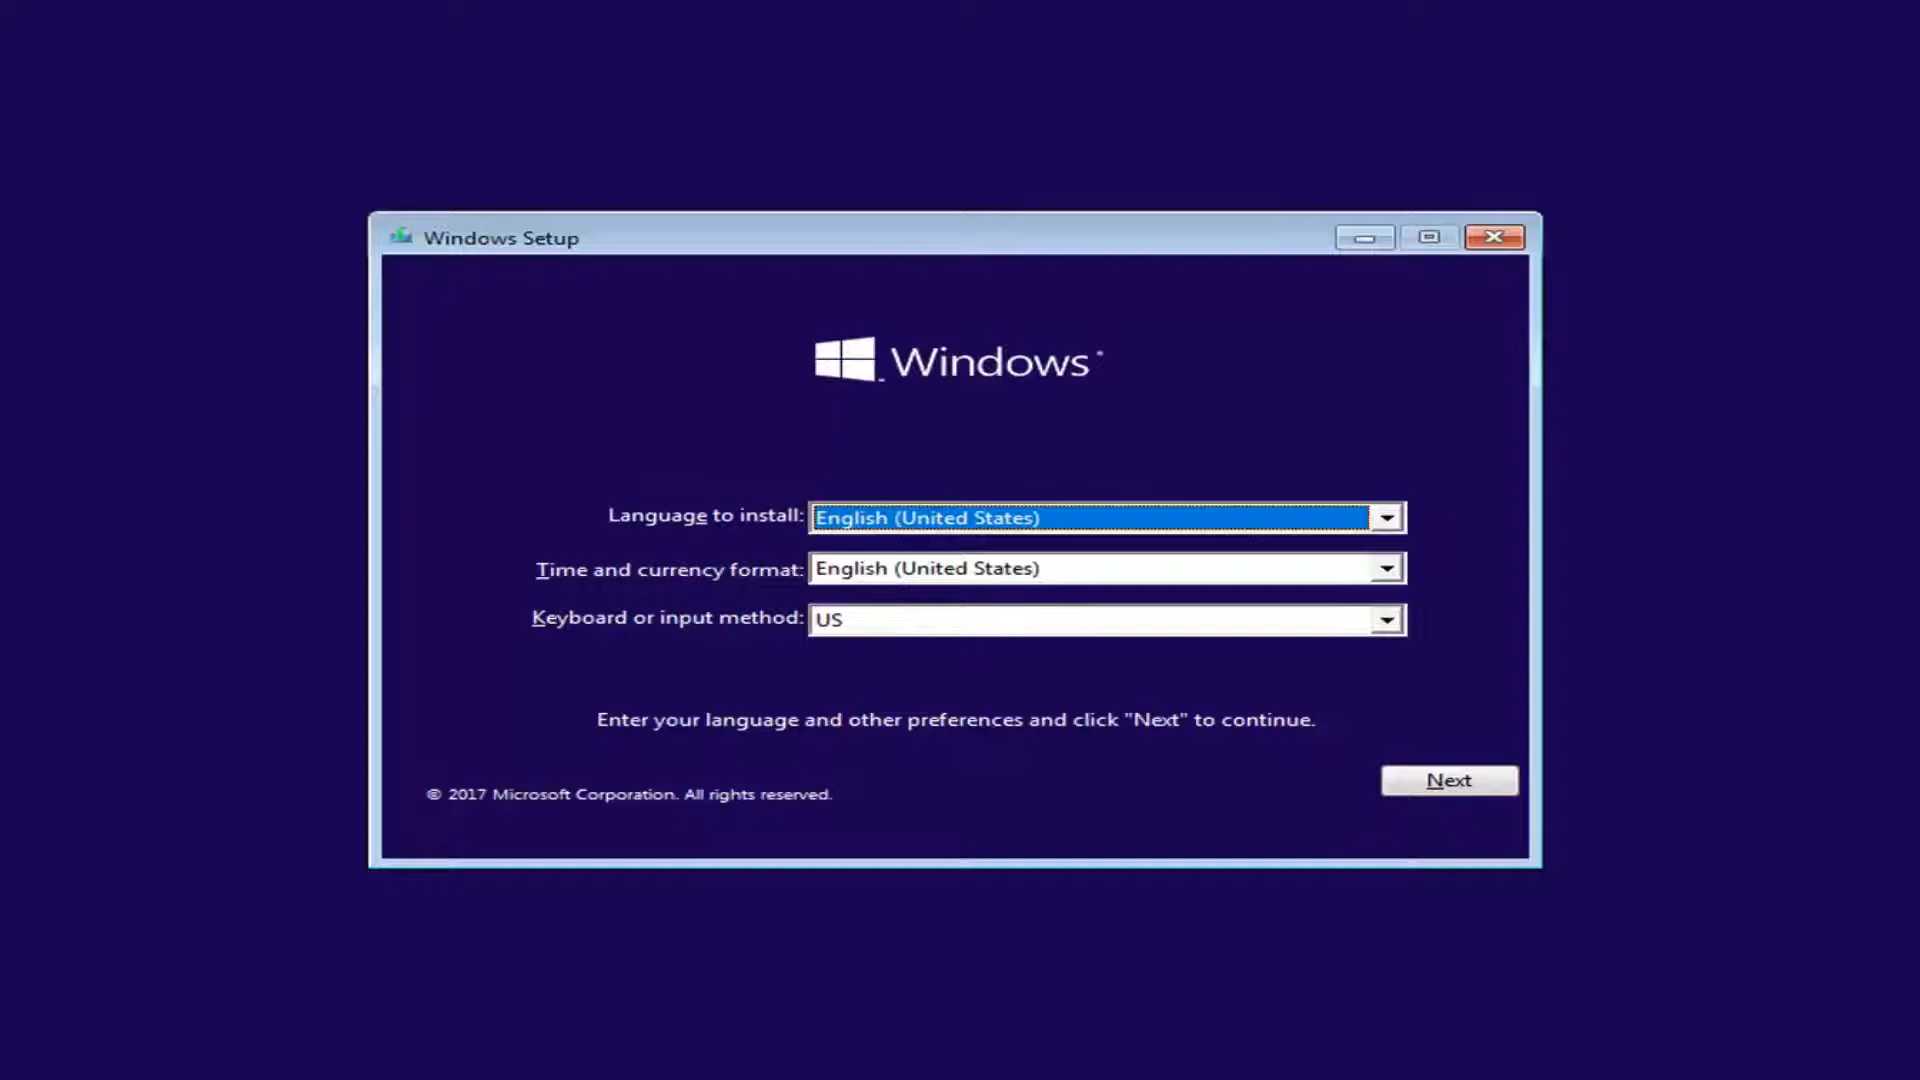 Windows Setup
Windows
Language to install: English (United States)
Time and currency format: English (United States)
Keyboard or input method: US
Enter your language and other preferences and click "Next" to continue.
Next
© 2017 Microsoft Corporation. All rights reserved.